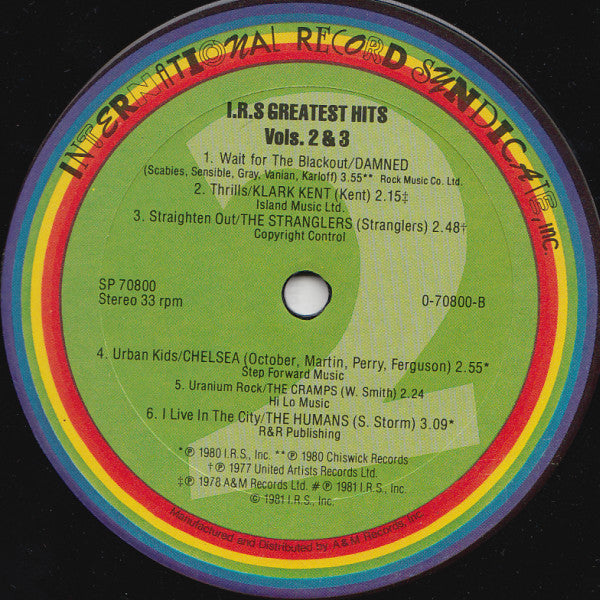 INTERNATIONAL RECORD SYNDICATE, INC.
I.R.S GREATEST HITS
Vols. 2 & 3
1. Wait for The Blackout/DAMNED
(Scabies, Sensible, Gray, Vanian, Karloff) 3.55** Rock Music Co. Ltd.
2. Thrills/KLARK KENT (Kent) 2.15‡
Island Music Ltd.
3. Straighten Out/THE STRANGLERS (Stranglers) 2.48†
Copyright Control
SP 70800
Stereo 33 rpm
0-70800-B
2
4. Urban Kids/CHELSEA (October, Martin, Perry, Ferguson) 2.55*
Step Forward Music
5. Uranium Rock/THE CRAMPS (W. Smith) 2.24
Hi Lo Music
6. I Live In The City/THE HUMANS (S. Storm) 3.09*
R&R Publishing
*℗ 1980 I.R.S., Inc. **℗ 1980 Chiswick Records
†℗ 1977 United Artists Records Ltd.
‡℗ 1978 A&M Records Ltd. #℗ 1981 I.R.S., Inc.
© 1981 I.R.S., Inc.
Manufactured and Distributed by A&M Records, Inc.